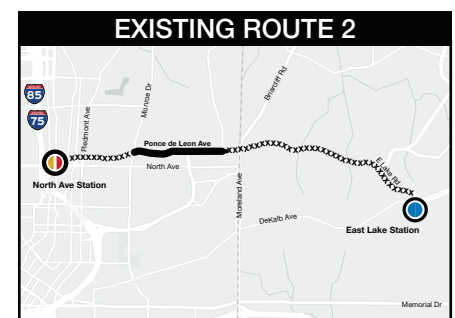 EXISTING ROUTE 2
85
75
Piedmont Ave
Monroe Dr
Briarcliff Rd
Ponce de Leon Ave
North Ave
North Ave Station
Moreland Ave
E Lake Rd
DeKalb Ave
East Lake Station
Memorial Dr